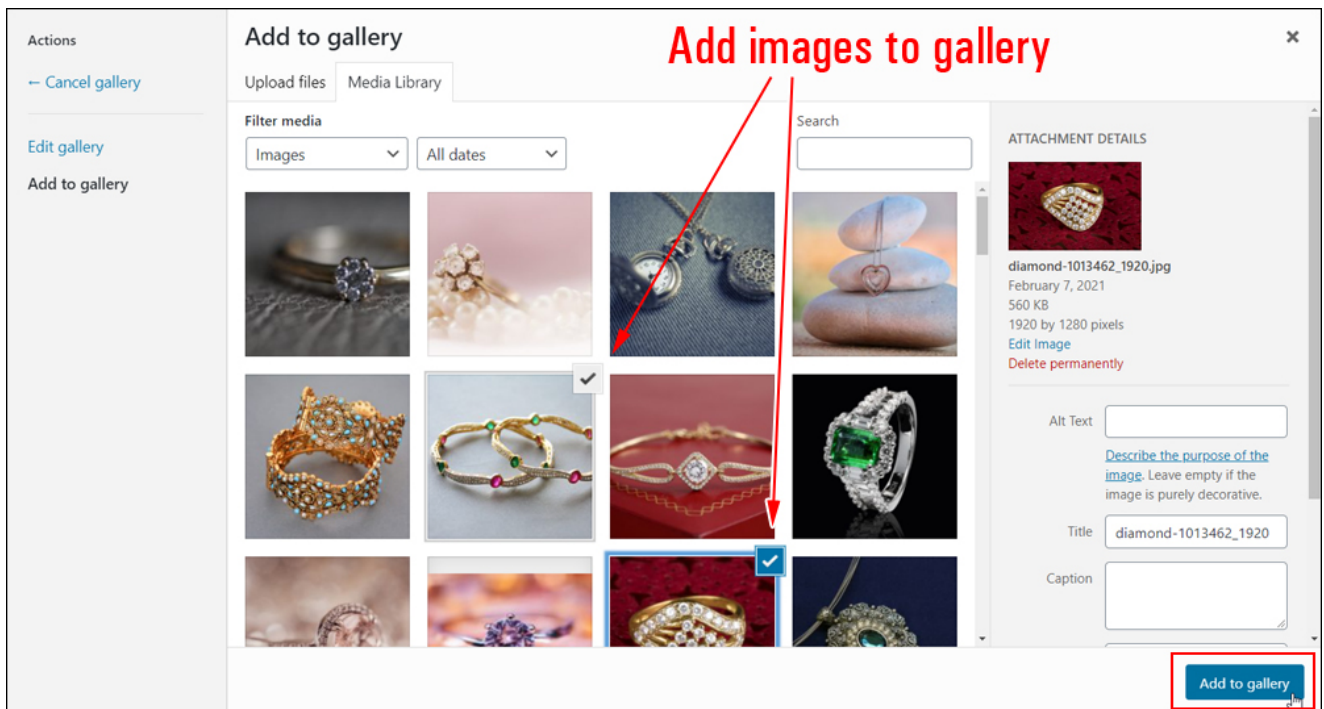 Actions
← Cancel gallery
Edit gallery
Add to gallery
Add to gallery
Add images to gallery
Upload files
Media Library
Filter media
Images
All dates
Search
ATTACHMENT DETAILS
diamond-1013462_1920.jpg
February 7, 2021
560 KB
1920 by 1280 pixels
Edit Image
Delete permanently
Alt Text
Describe the purpose of the
image. Leave empty if the
image is purely decorative.
Title
diamond-1013462_1920
Caption
Add to gallery